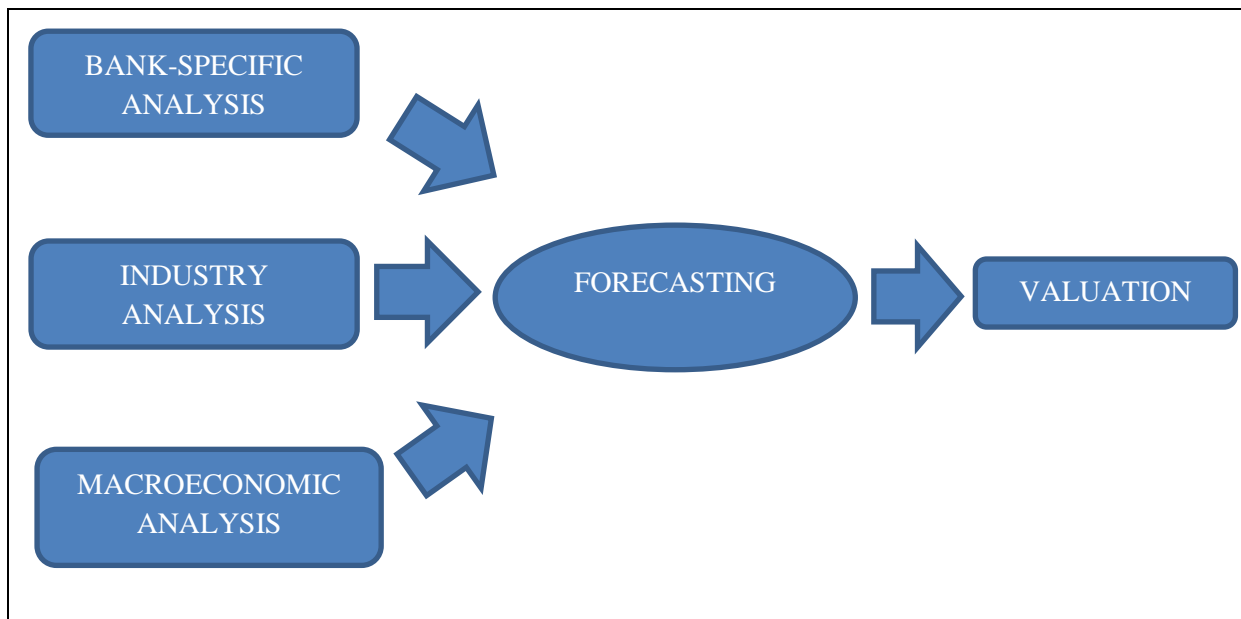 BANK-SPECIFIC
ANALYSIS
INDUSTRY
ANALYSIS
MACROECONOMIC
ANALYSIS
FORECASTING
VALUATION